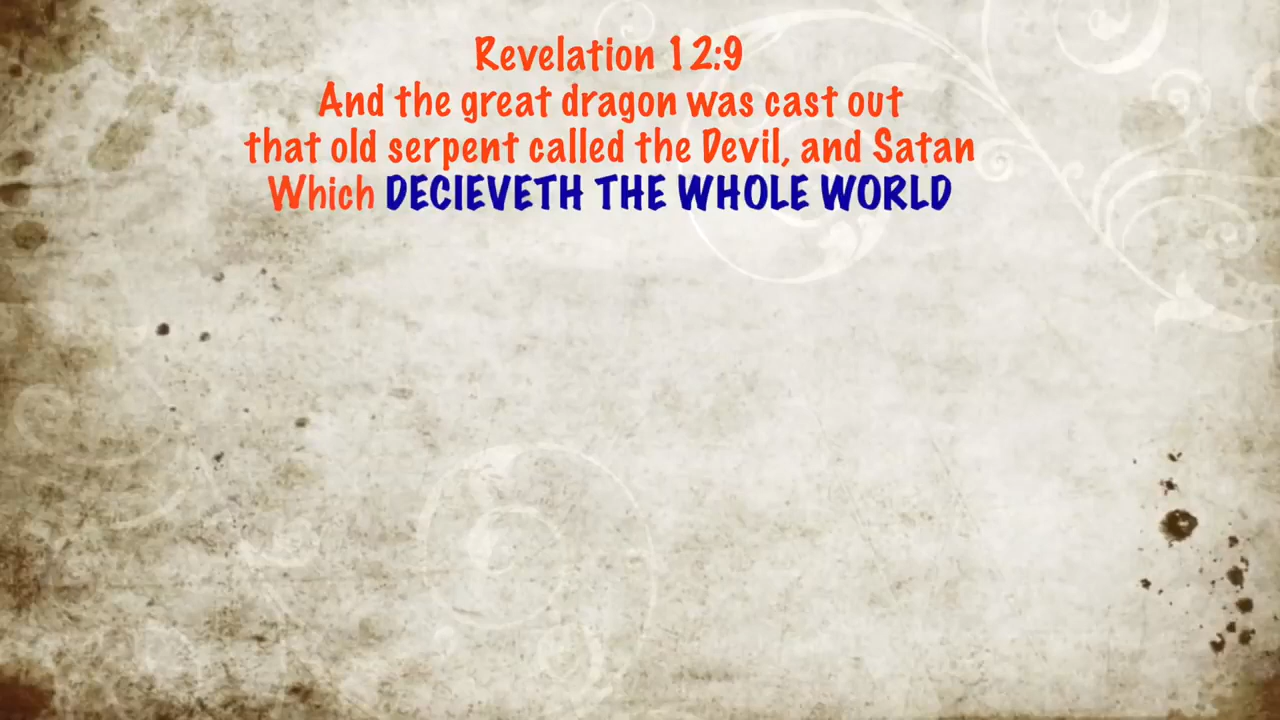 Revelation 12:9
And the great dragon was cast out
that old serpent called the Devil, and Satan
Which DECIEVETH THE WHOLE WORLD